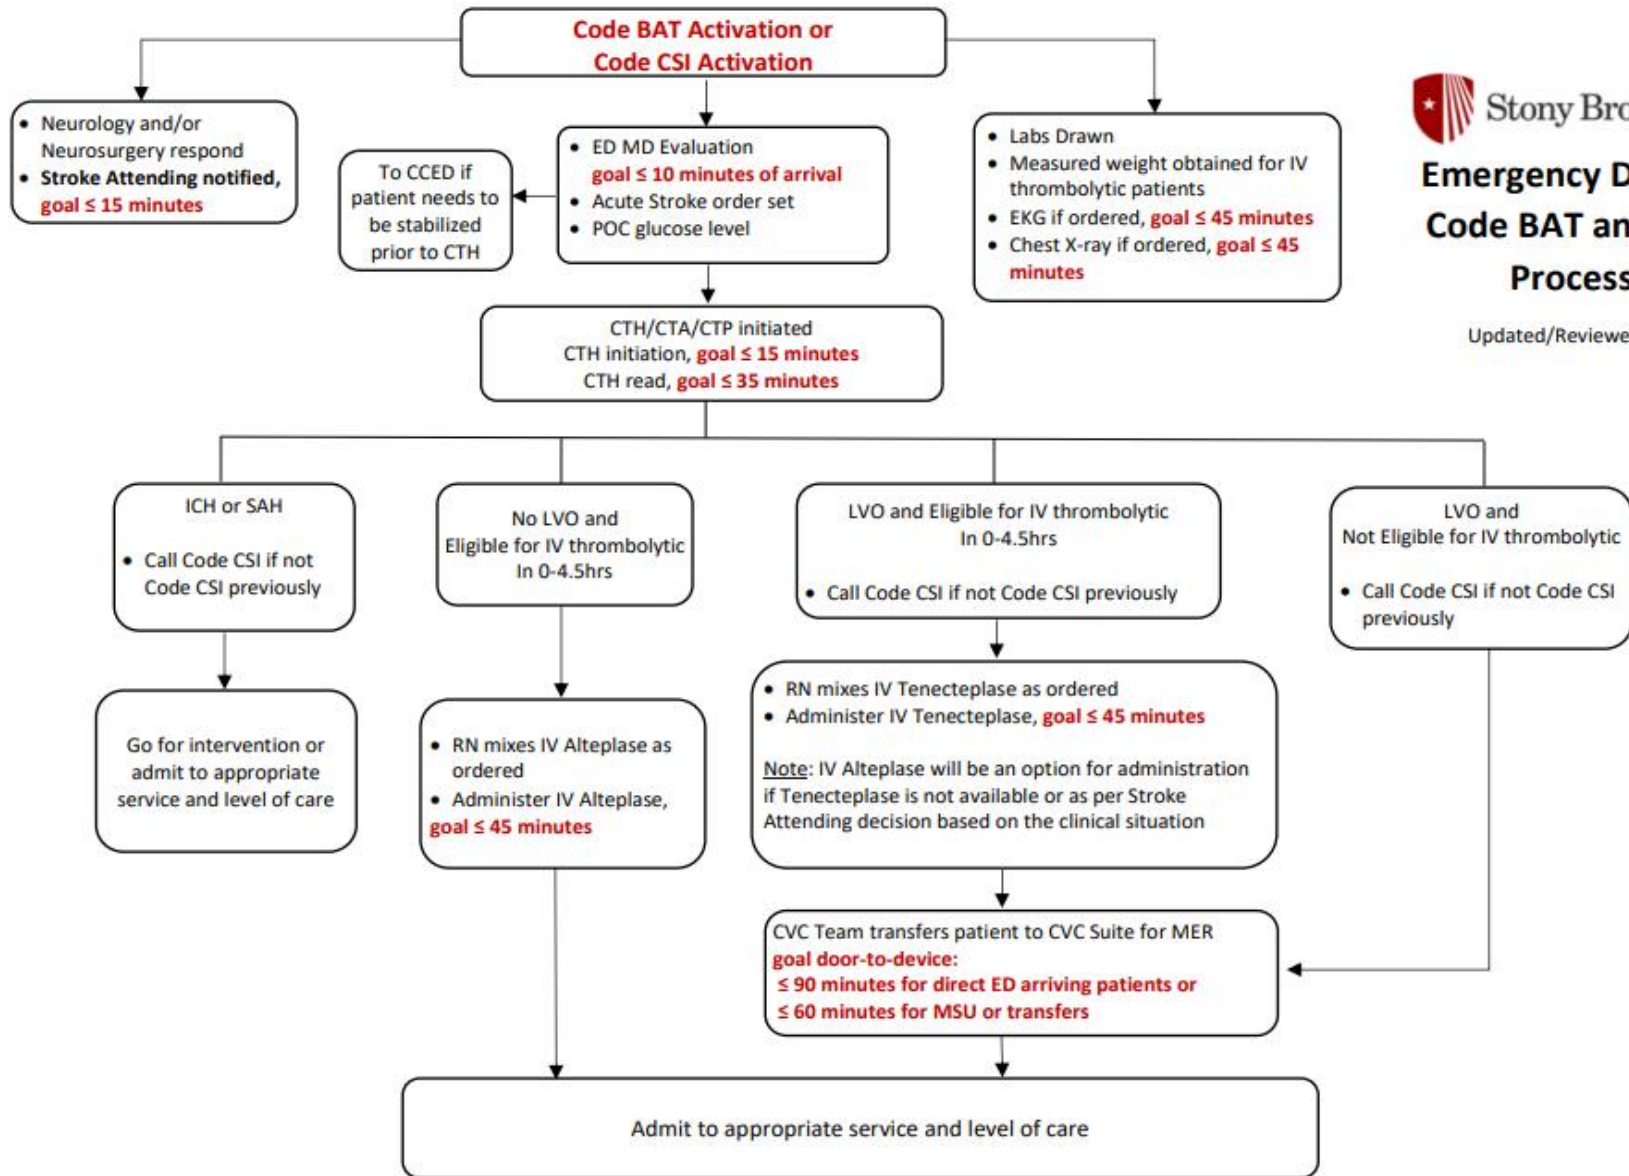 Code BAT Activation or
Code CSI Activation
• Neurology and/or
Neurosurgery respond
• Stroke Attending notified,
goal ≤ 15 minutes
To CCED if
patient needs to
be stabilized
prior to CTH
• ED MD Evaluation
goal ≤ 10 minutes of arrival
• Acute Stroke order set
• POC glucose level
• Labs Drawn
• Measured weight obtained for IV
thrombolytic patients
• EKG if ordered, goal ≤ 45 minutes
• Chest X-ray if ordered, goal ≤ 45
minutes
Stony Bro
Emergency D
Code BAT an
Process
Updated/Reviewe
CTH/CTA/CTP initiated
CTH initiation, goal ≤ 15 minutes
CTH read, goal ≤ 35 minutes
ICH or SAH
• Call Code CSI if not
Code CSI previously
No LVO and
Eligible for IV thrombolytic
In 0-4.5hrs
LVO and Eligible for IV thrombolytic
In 0-4.5hrs
• Call Code CSI if not Code CSI previously
LVO and
Not Eligible for IV thrombolytic
• Call Code CSI if not Code CSI
previously
Go for intervention or
admit to appropriate
service and level of care
• RN mixes IV Alteplase as
ordered
• Administer IV Alteplase,
goal ≤ 45 minutes
• RN mixes IV Tenecteplase as ordered
• Administer IV Tenecteplase, goal ≤ 45 minutes
Note: IV Alteplase will be an option for administration
if Tenecteplase is not available or as per Stroke
Attending decision based on the clinical situation
CVC Team transfers patient to CVC Suite for MER
goal door-to-device:
≤ 90 minutes for direct ED arriving patients or
≤ 60 minutes for MSU or transfers
Admit to appropriate service and level of care